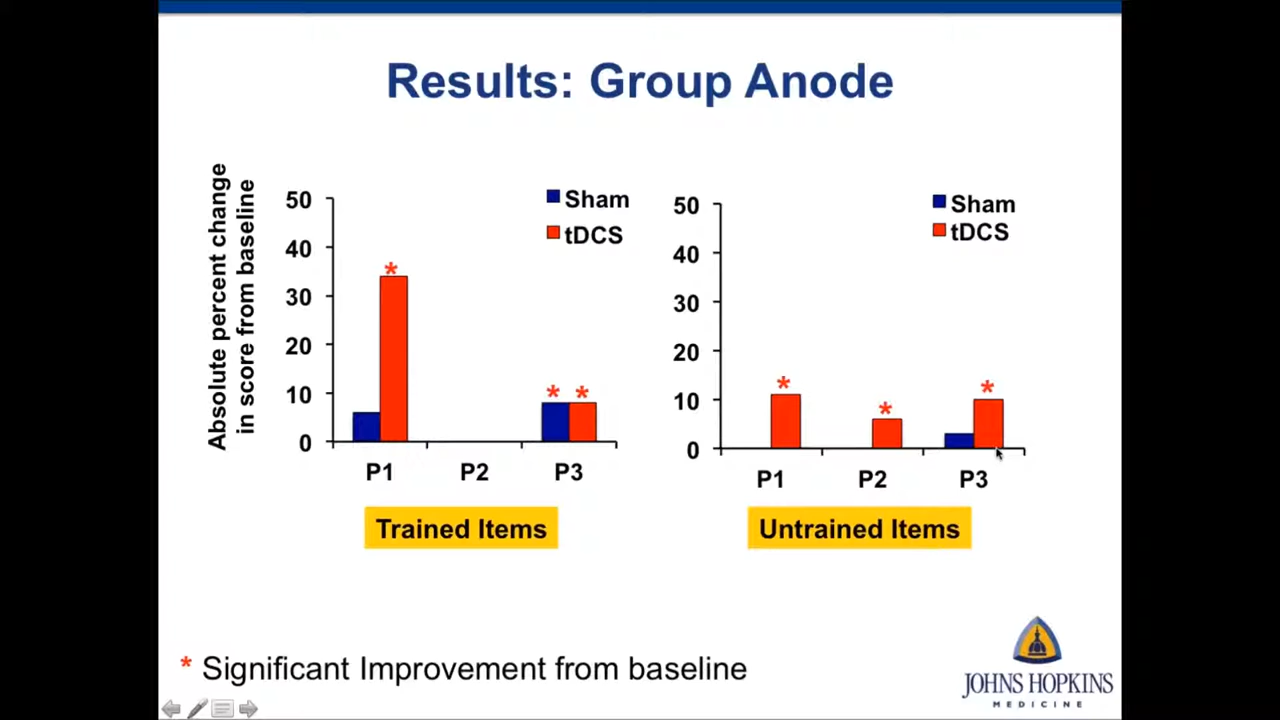 Results: Group Anode
Absolute percent change
in score from baseline
50
40
30
20
10
0
Sham
tDCS
* 
* *
P1 P2 P3
Trained Items
50
40
30
20
10
0
Sham
tDCS
* * *
P1 P2 P3
Untrained Items
* Significant Improvement from baseline
JOHNS HOPKINS
MEDICINE